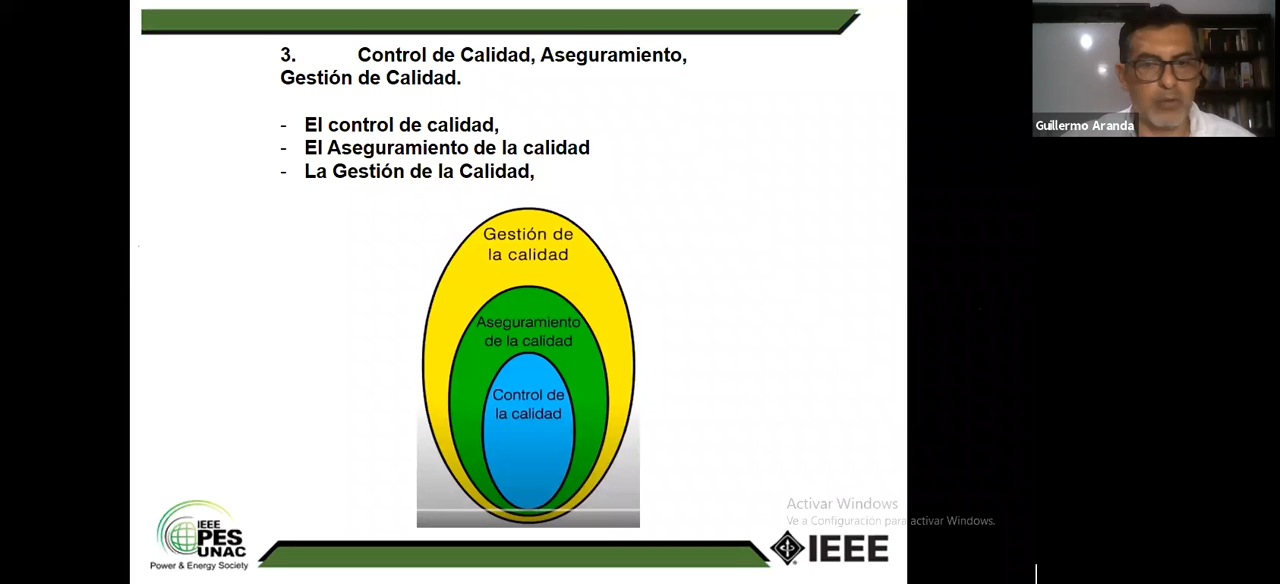 3. Control de Calidad, Aseguramiento,
Gestión de Calidad.
- El control de calidad,
- El Aseguramiento de la calidad
- La Gestión de la Calidad,
Gestión de
la calidad
Aseguramiento
de la calidad
Control de
la calidad
Guillermo Aranda
Activar Windows
Ve a Configuración para activar Windows.
IEEE
PES
UNAC
Power & Energy Society
IEEE